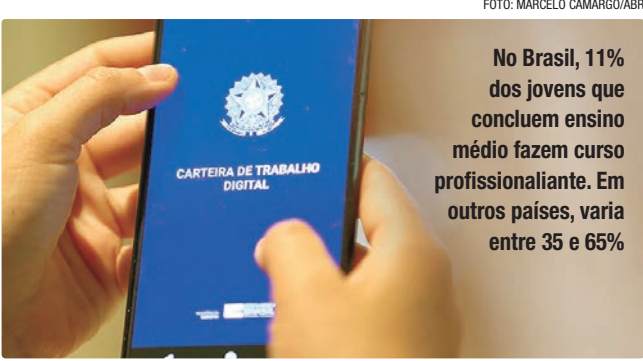 FOTO: MARCELO CAMARGO/ABR
No Brasil, 11%
dos jovens que
concluem ensino
médio fazem curso
profissionaliante. Em
outros países, varia
entre 35 e 65%
CARTEIRA DE TRABALHO
DIGITAL